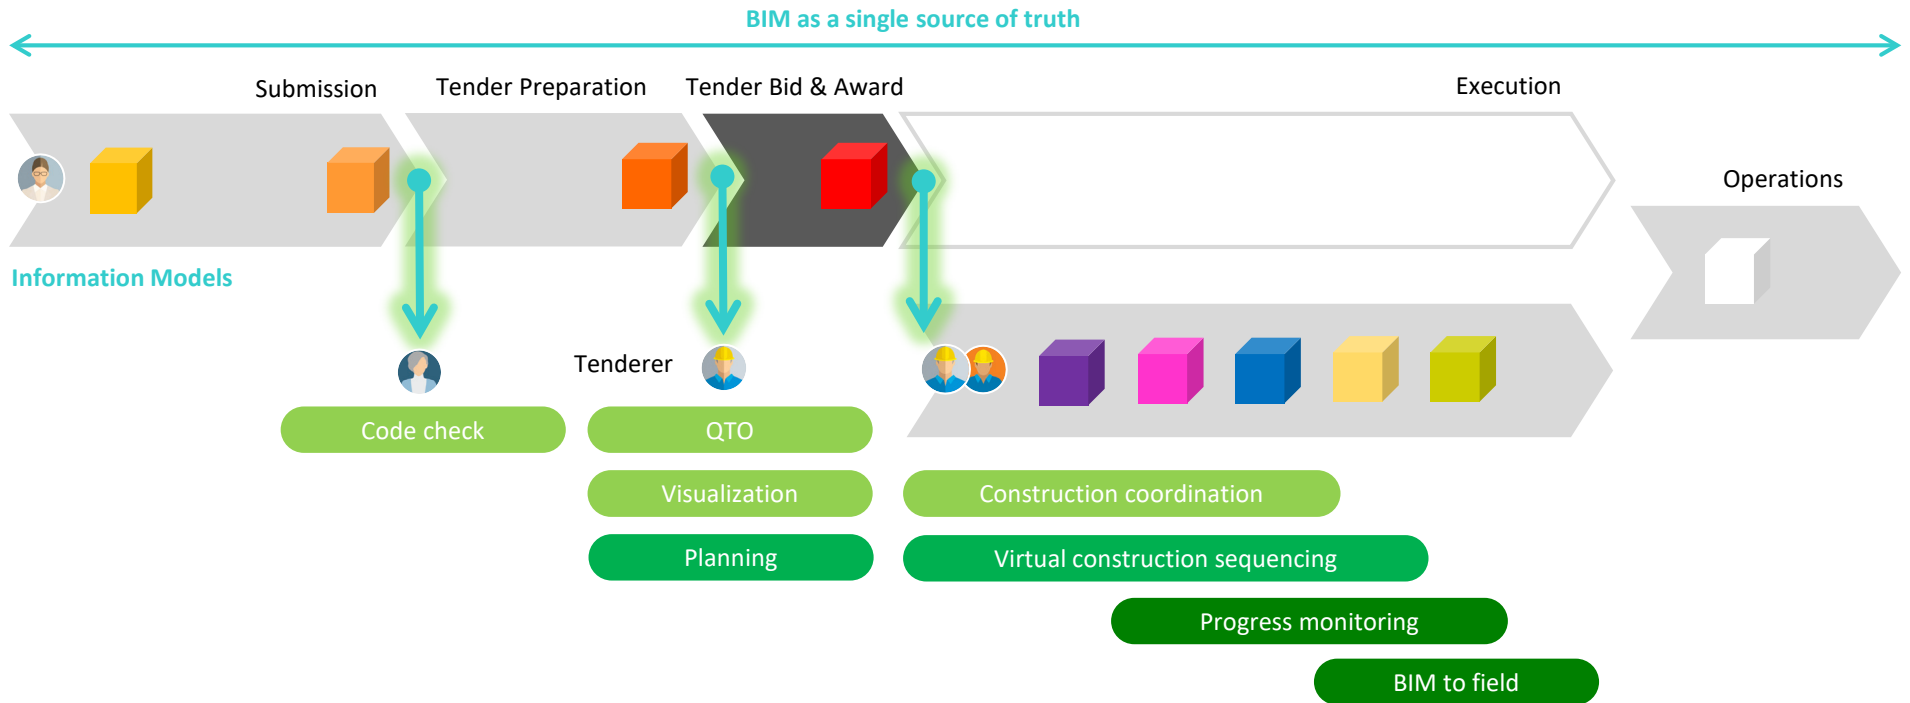 BIM as a single source of truth
Submission
Tender Preparation
Tender Bid & Award
Execution
Operations
Information Models
Tenderer
Code check
QTO
Visualization
Construction coordination
Planning
Virtual construction sequencing
Progress monitoring
BIM to field